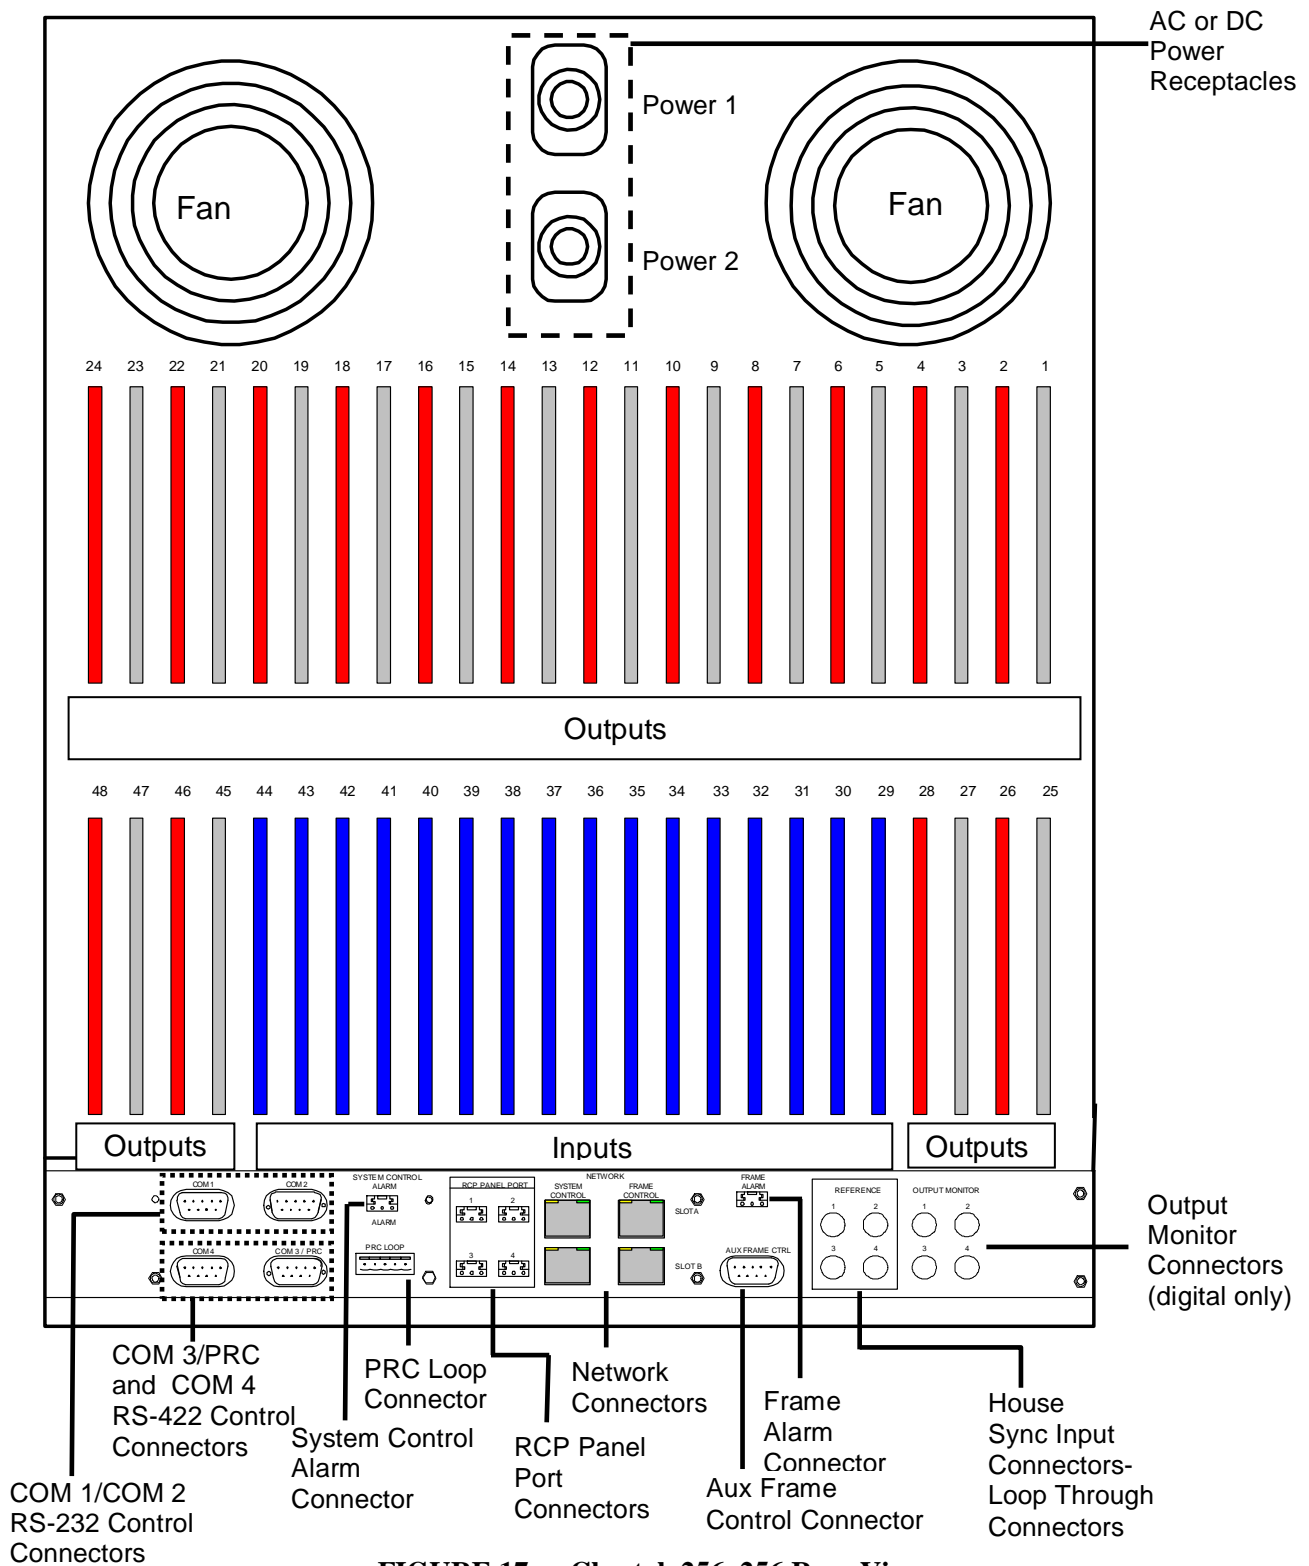 AC or DC
Power
Receptacles
Power 1
Fan
Fan
Power 2
24 23 22 21 20 19 18 17 16 15 14 13 12 11 10 9 8 7 6 5 4 3 2 1
Outputs
48 47 46 45 44 43 42 41 40 39 38 37 36 35 34 33 32 31 30 29 28 27 26 25
Outputs
Inputs
Outputs
COM 1
COM 2
COM 4
COM 3 / PRC
SYSTEM CONTROL
ALARM
ALARM
PRC LOOP
RCP PANEL PORT
1 2
3 4
NETWORK
SYSTEM
CONTROL
FRAME
CONTROL
SLOT A
SLOT B
FRAME
ALARM
AUX FRAME CTRL
REFERENCE
1 2
3 4
OUTPUT MONITOR
1 2
3 4
Output
Monitor
Connectors
(digital only)
COM 3/PRC
and COM 4
RS-422 Control
Connectors
PRC Loop
Connector
Network
Connectors
Frame
Alarm
Connector
House
Sync Input
Connectors-
Loop Through
Connectors
System Control
Alarm
Connector
RCP Panel
Port
Connectors
Aux Frame
Control Connector
COM 1/COM 2
RS-232 Control
Connectors